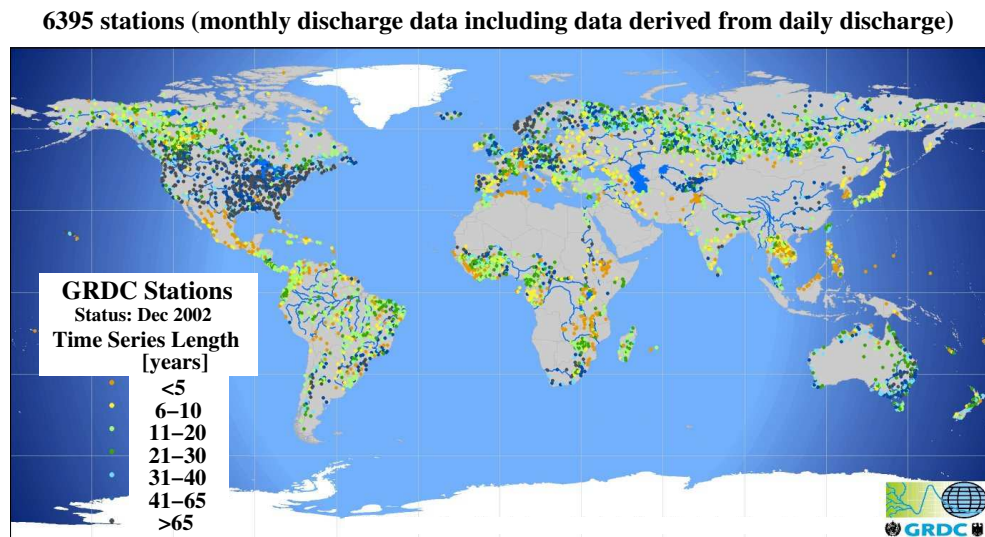 6395 stations (monthly discharge data including data derived from daily discharge)
GRDC Stations
Status: Dec 2002
Time Series Length
[years]
<5
6–10
11–20
21–30
31–40
41–65
>65
GRDC